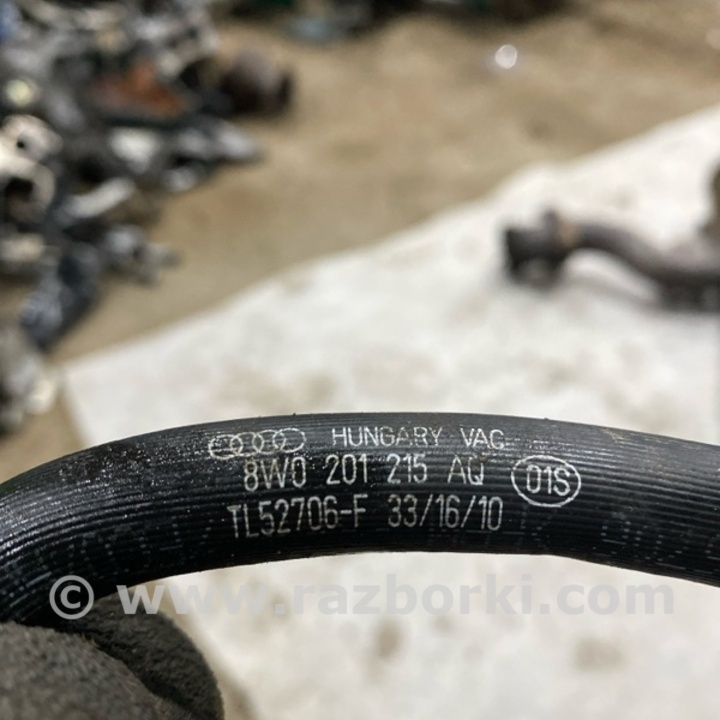 HUNGARY VAG
8W0 201 215 AQ 01S
TL52706-F 33/16/10
© www.razborki.com